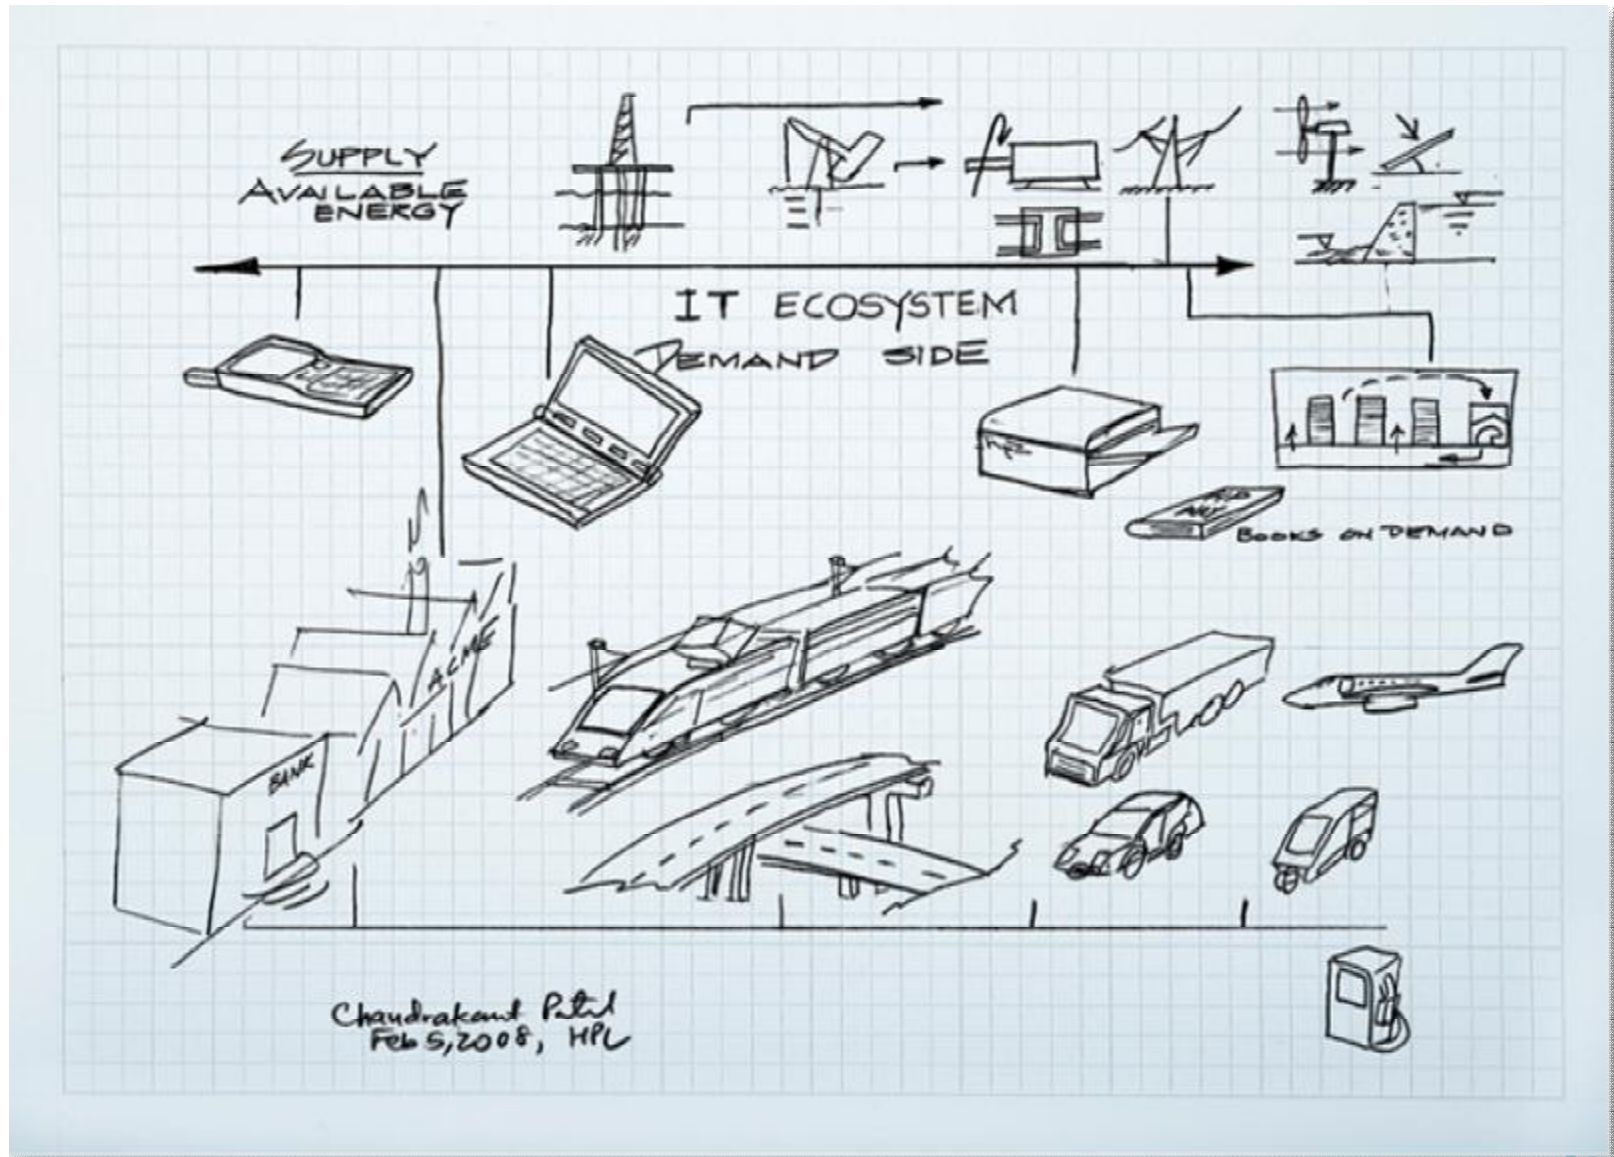 SUPPLY
AVAILABLE
ENERGY
IT ECOSYSTEM
DEMAND SIDE
BOOKS ON DEMAND
ACME
BANK
Chandrakant Patel
Feb 5, 2008, HPL